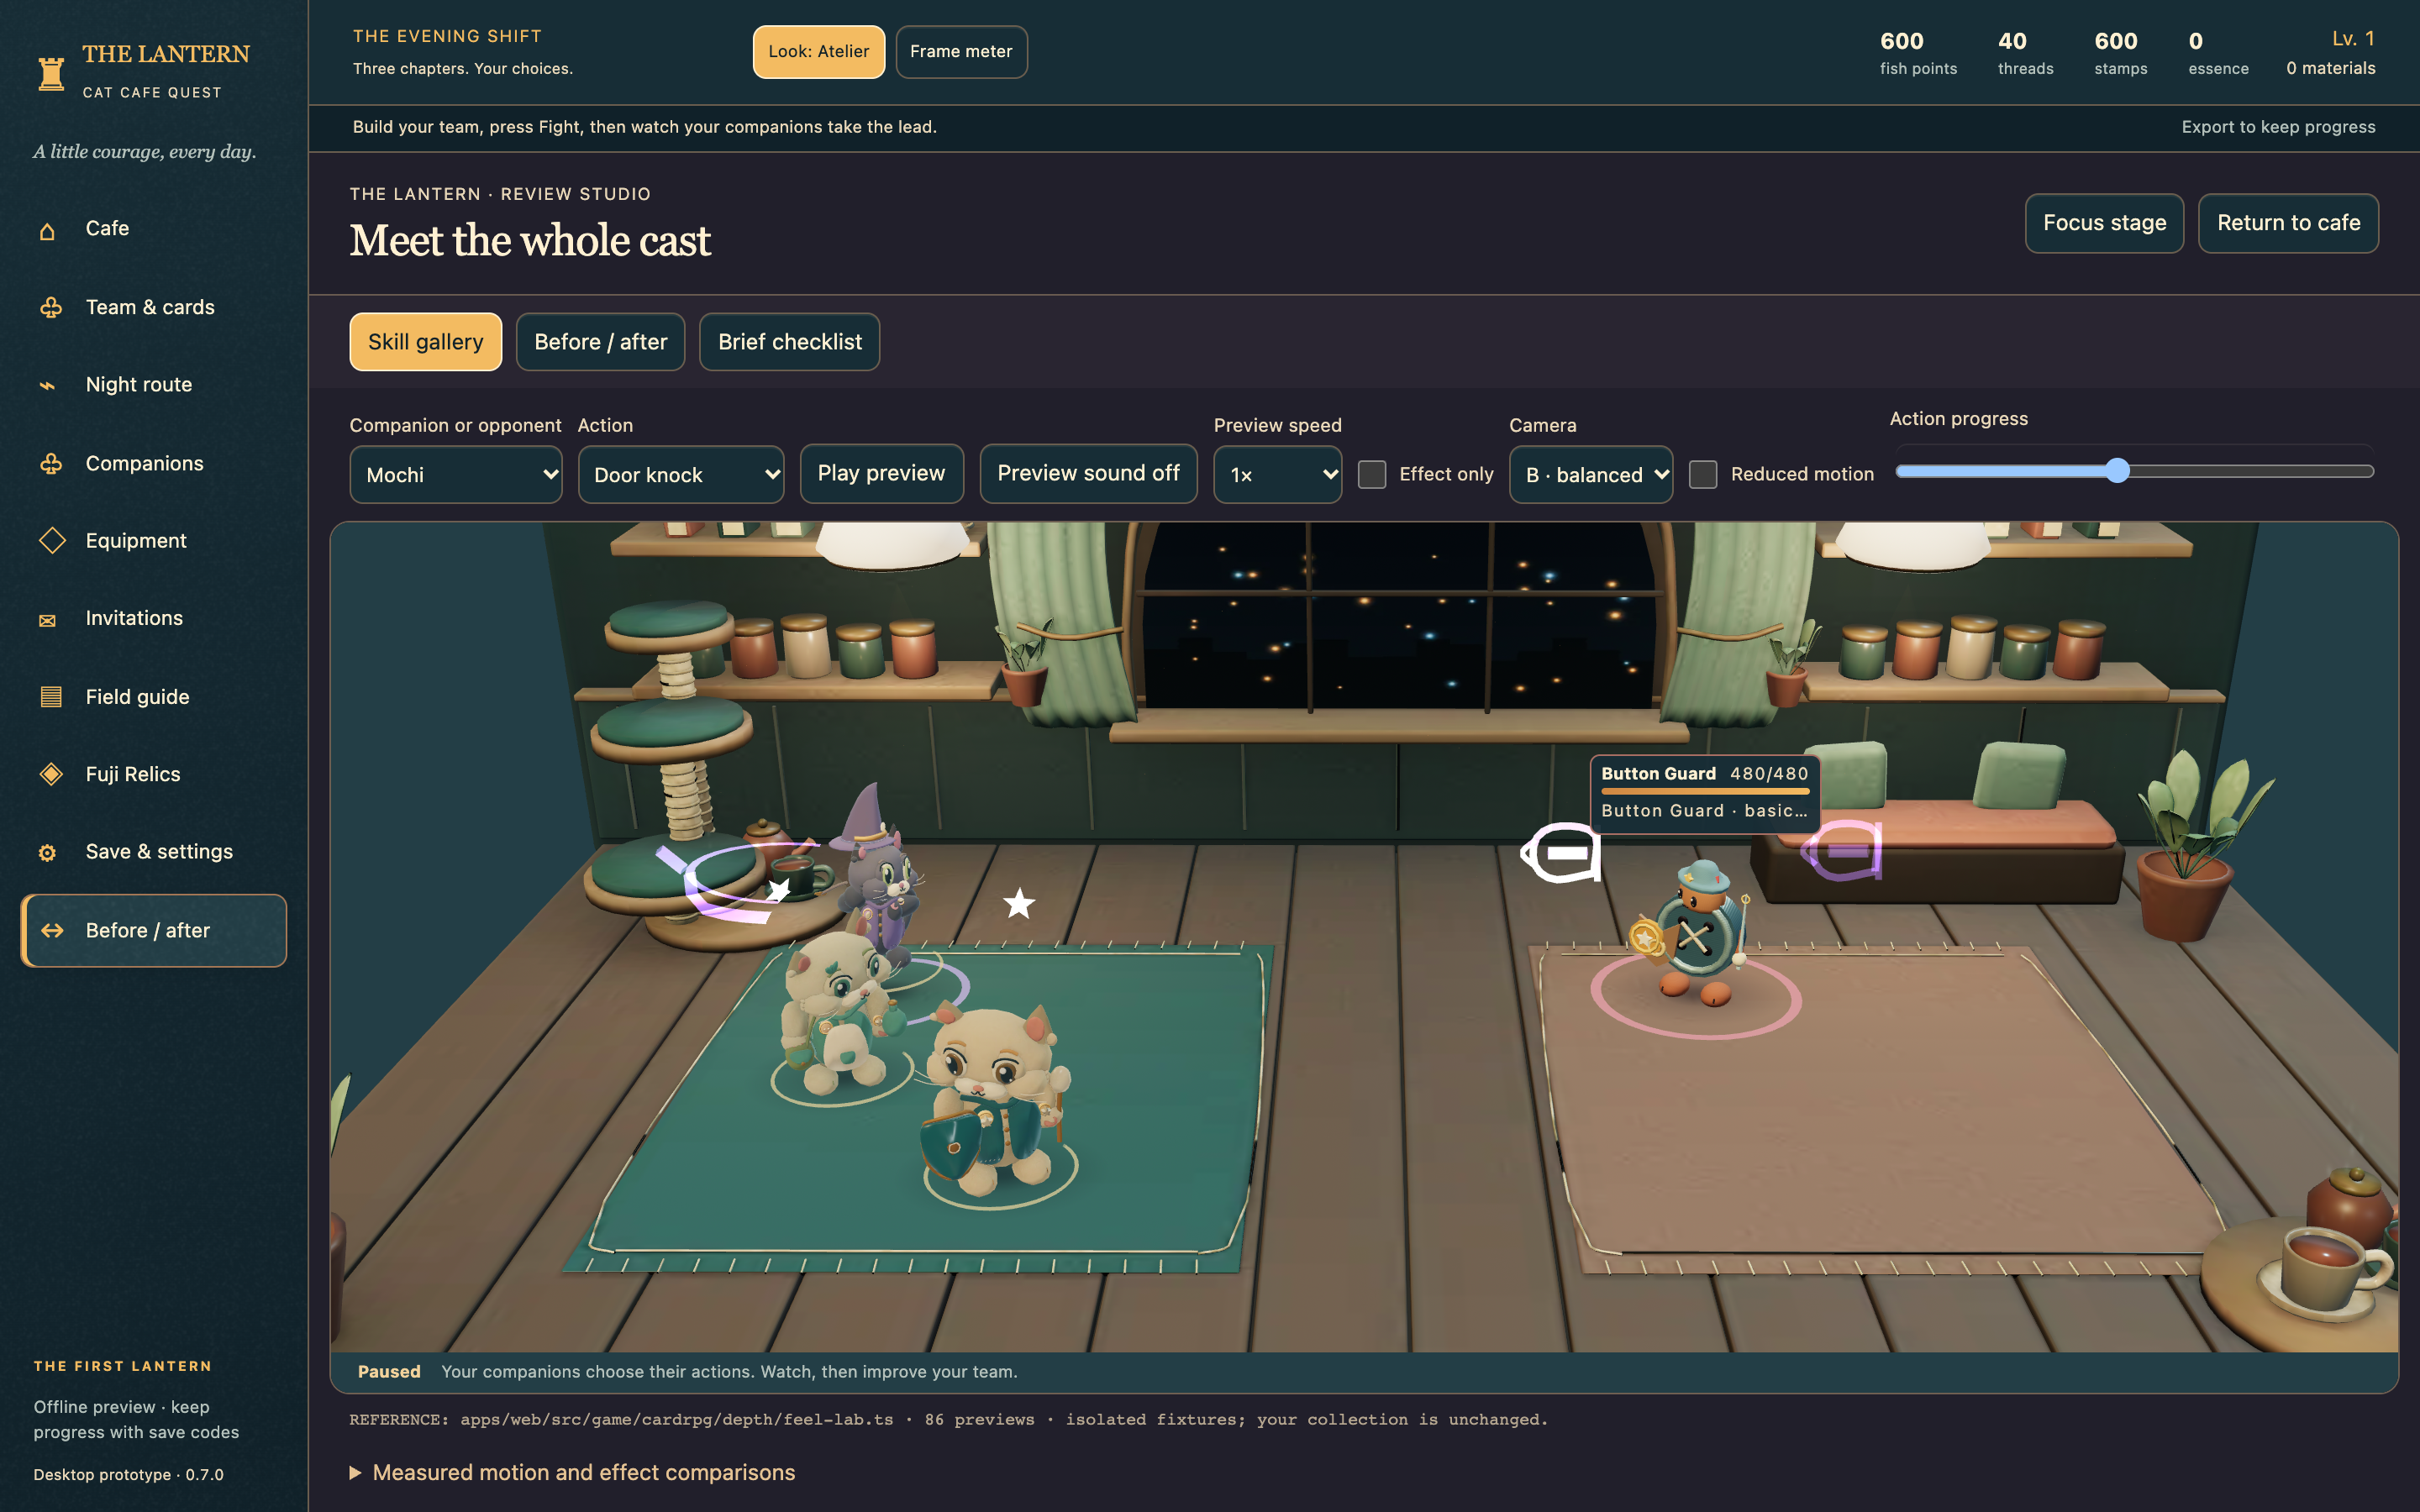 THE LANTERN
CAT CAFE QUEST
A little courage, every day.
Cafe
Team & cards
Night route
Companions
Equipment
Invitations
Field guide
Fuji Relics
Save & settings
Before / after
THE FIRST LANTERN
Offline preview · keep
progress with save codes
Desktop prototype · 0.7.0
THE EVENING SHIFT
Three chapters. Your choices.
Look: Atelier
Frame meter
600
fish points
40
threads
600
stamps
0
essence
Lv. 1
0 materials
Build your team, press Fight, then watch your companions take the lead.
Export to keep progress
THE LANTERN · REVIEW STUDIO
Meet the whole cast
Focus stage
Return to cafe
Skill gallery
Before / after
Brief checklist
Companion or opponent
Mochi
Action
Door knock
Play preview
Preview sound off
Preview speed
1×
Effect only
Camera
B · balanced
Reduced motion
Action progress
Button Guard 480/480
Button Guard · basic…
Paused Your companions choose their actions. Watch, then improve your team.
REFERENCE: apps/web/src/game/cardrpg/depth/feel-lab.ts · 86 previews · isolated fixtures; your collection is unchanged.
Measured motion and effect comparisons